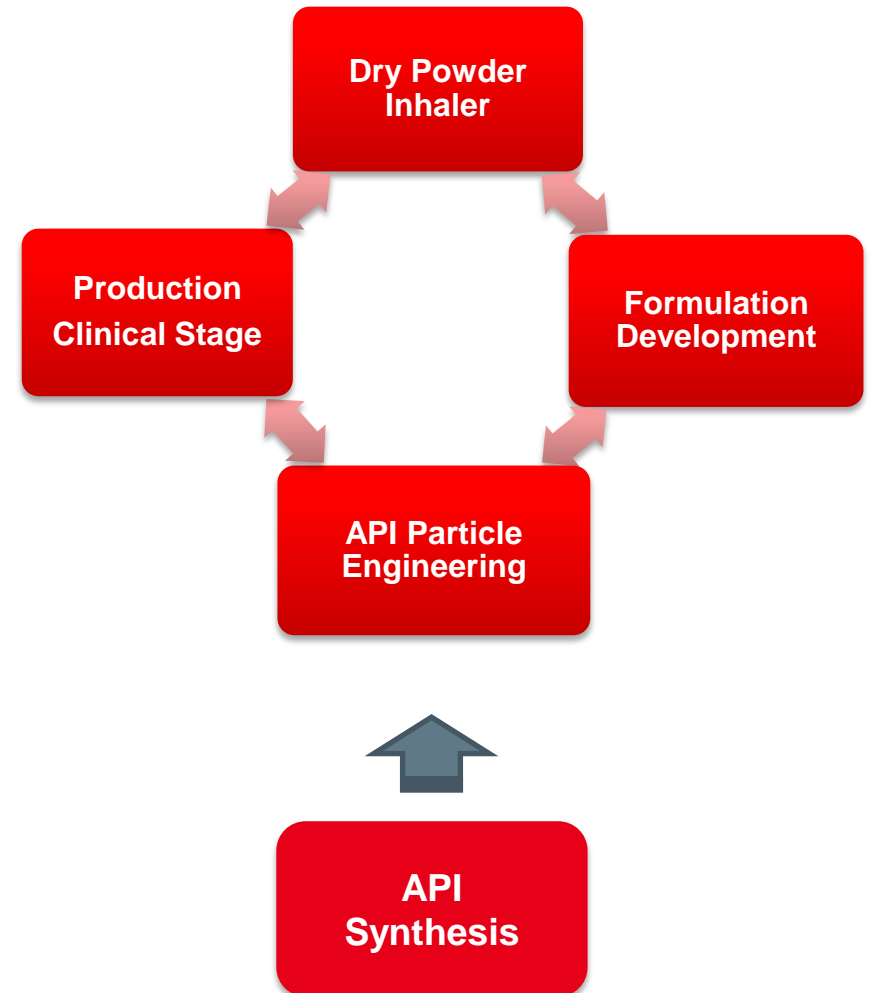 Dry Powder
Inhaler
Production
Clinical Stage
Formulation
Development
API Particle
Engineering
API
Synthesis